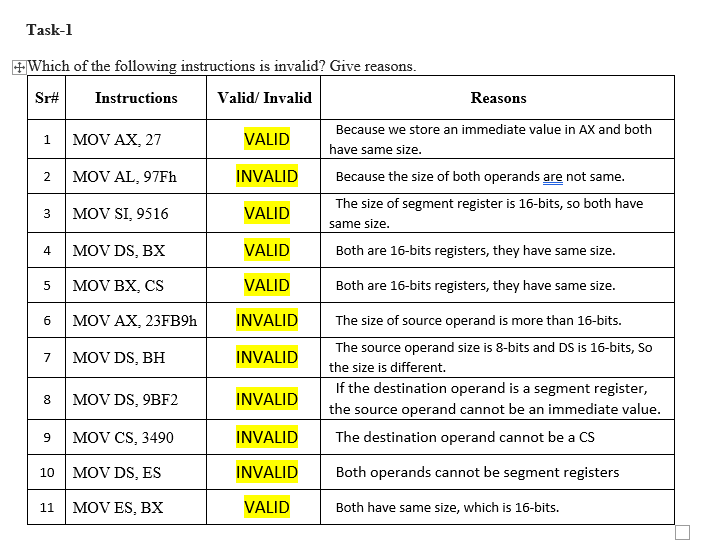 Task-1
Which of the following instructions is invalid? Give reasons.
Sr# Instructions Valid/ Invalid Reasons
1 MOV AX, 27 VALID Because we store an immediate value in AX and both
have same size.
2 MOV AL, 97Fh INVALID Because the size of both operands are not same.
3 MOV SI, 9516 VALID The size of segment register is 16-bits, so both have
same size.
4 MOV DS, BX VALID Both are 16-bits registers, they have same size.
5 MOV BX, CS VALID Both are 16-bits registers, they have same size.
6 MOV AX, 23FB9h INVALID The size of source operand is more than 16-bits.
7 MOV DS, BH INVALID The source operand size is 8-bits and DS is 16-bits, So
the size is different.
8 MOV DS, 9BF2 INVALID If the destination operand is a segment register,
the source operand cannot be an immediate value.
9 MOV CS, 3490 INVALID The destination operand cannot be a CS
10 MOV DS, ES INVALID Both operands cannot be segment registers
11 MOV ES, BX VALID Both have same size, which is 16-bits.